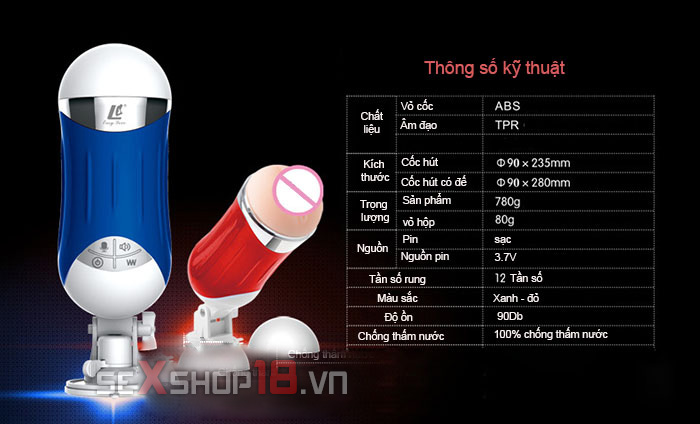 Thông số kỹ thuật
Chất liệu
Vỏ cốc ABS
Âm đạo TPR
Kích thước
Cốc hút Φ90×235mm
Cốc hút có đế Φ90×280mm
Trọng lượng
Sản phẩm 780g
vỏ hộp 80g
Nguồn
Pin sạc
Nguồn pin 3.7V
Tần số rung 12 Tần số
Màu sắc Xanh - đỏ
Độ ồn 90Db
Chống thấm nước 100% chống thấm nước
Chống thấm
seXshop18.vn